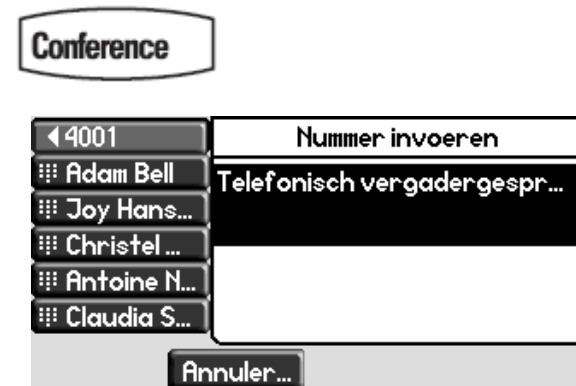 Conference
4001
Nummer invoeren
Adam Bell
Telefonisch vergadergespr...
Joy Hans...
Christel ...
Antoine N...
Claudia S...
Annuler...